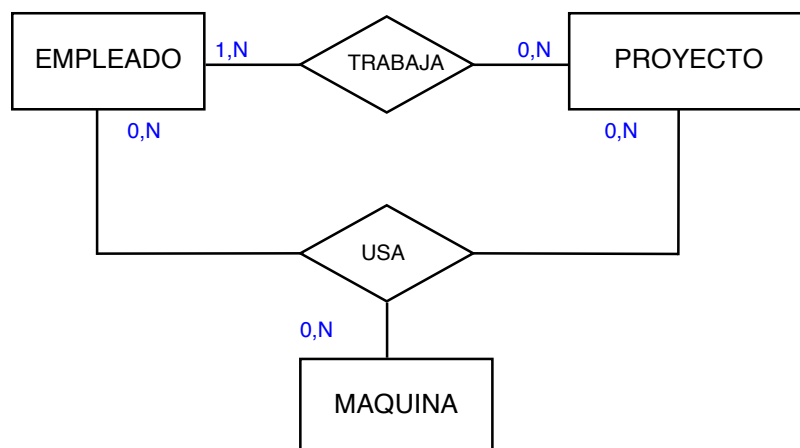 EMPLEADO
1,N
TRABAJA
0,N
PROYECTO
0,N
0,N
USA
0,N
MAQUINA